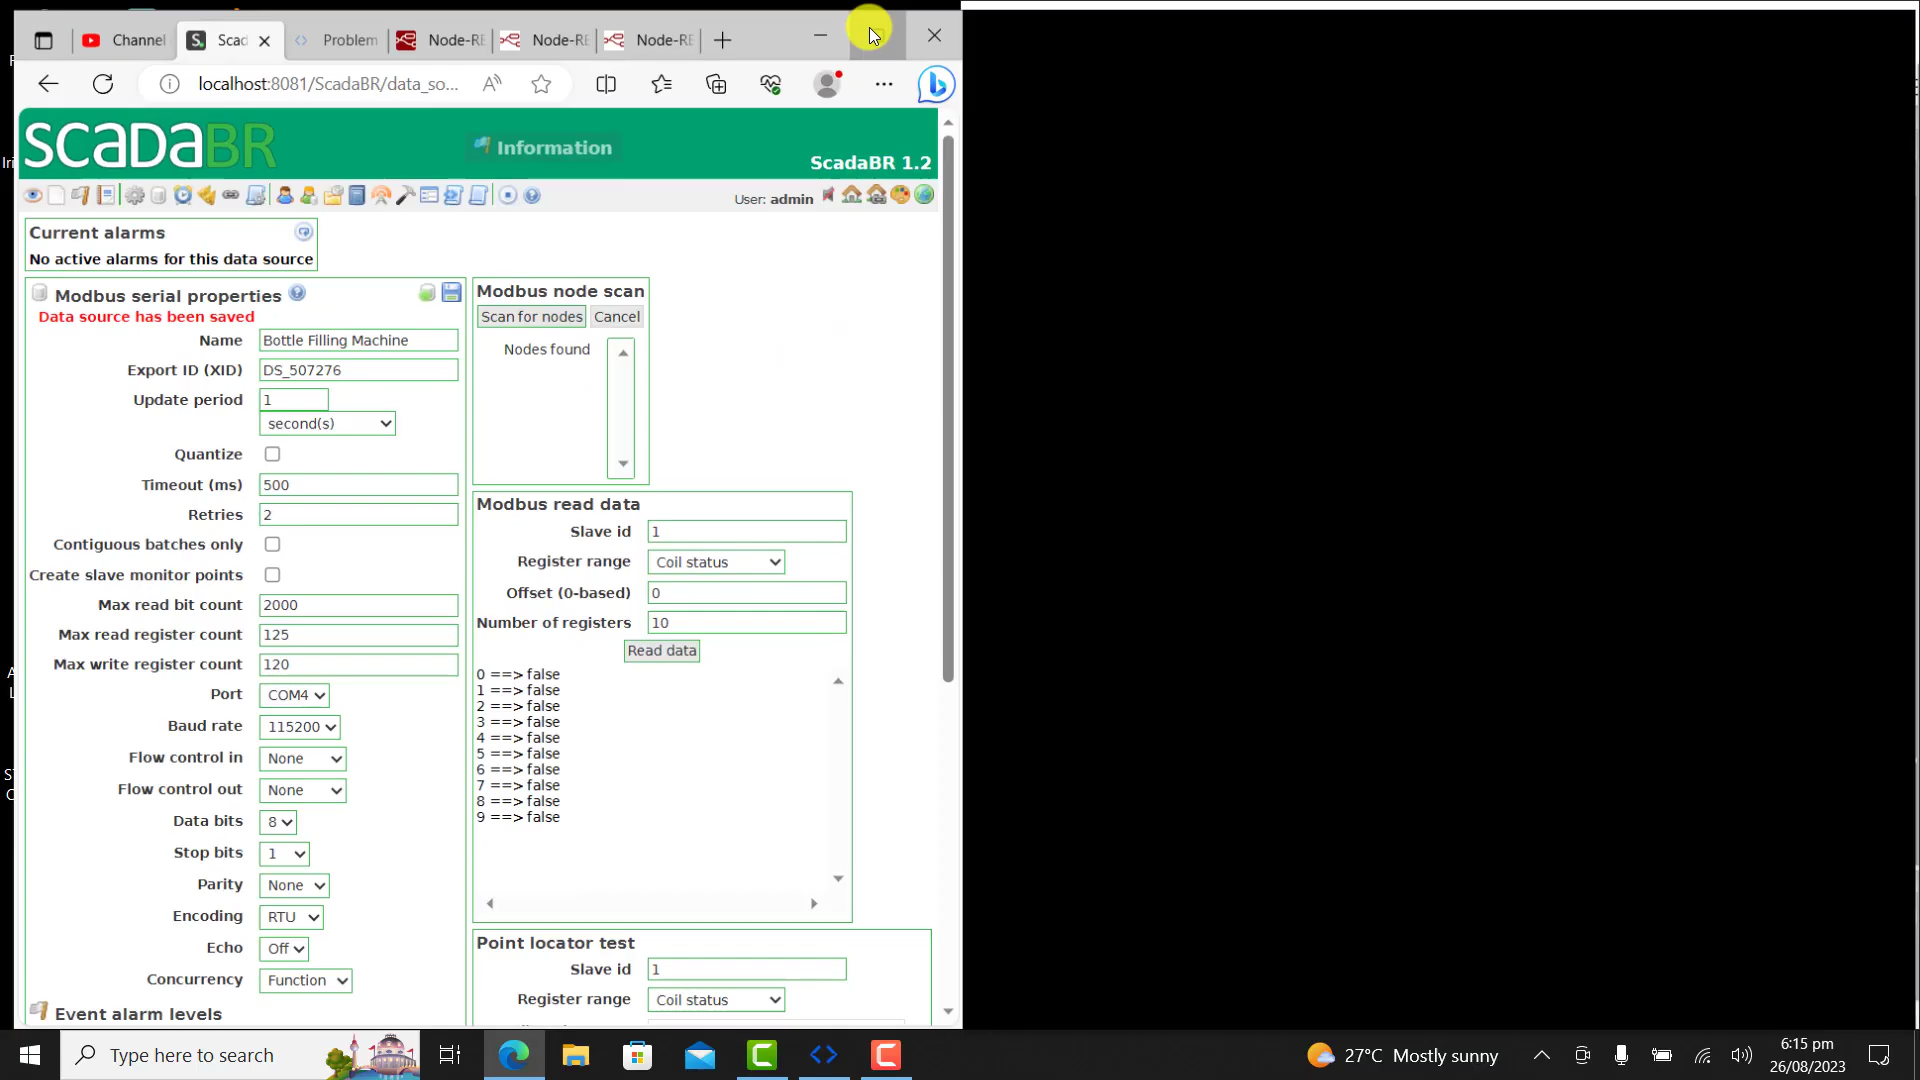 Channel
Scad
Problem
Node-RE
Node-RE
Node-RE
localhost:8081/ScadaBR/data_so...
scadaBR
Information
ScadaBR 1.2
User: admin
Current alarms
No active alarms for this data source
Modbus serial properties
Data source has been saved
Name Bottle Filling Machine
Export ID (XID) DS_507276
Update period 1
second(s)
Quantize
Timeout (ms) 500
Retries 2
Contiguous batches only
Create slave monitor points
Max read bit count 2000
Max read register count 125
Max write register count 120
Port COM4
Baud rate 115200
Flow control in None
Flow control out None
Data bits 8
Stop bits 1
Parity None
Encoding RTU
Echo Off
Concurrency Function
Event alarm levels
Modbus node scan
Scan for nodes Cancel
Nodes found
Modbus read data
Slave id 1
Register range Coil status
Offset (0-based) 0
Number of registers 10
Read data
0 ==> false
1 ==> false
2 ==> false
3 ==> false
4 ==> false
5 ==> false
6 ==> false
7 ==> false
8 ==> false
9 ==> false
Point locator test
Slave id 1
Register range Coil status
Type here to search
27°C Mostly sunny
6:15 pm
26/08/2023